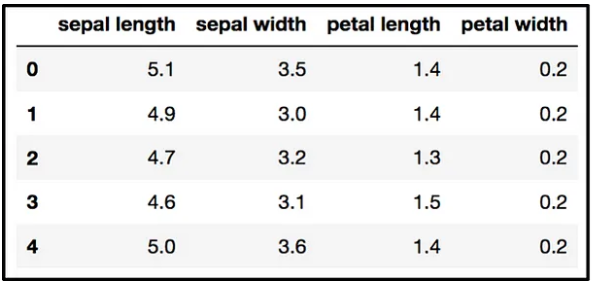 sepal length sepal width petal length petal width
0 5.1 3.5 1.4 0.2
1 4.9 3.0 1.4 0.2
2 4.7 3.2 1.3 0.2
3 4.6 3.1 1.5 0.2
4 5.0 3.6 1.4 0.2